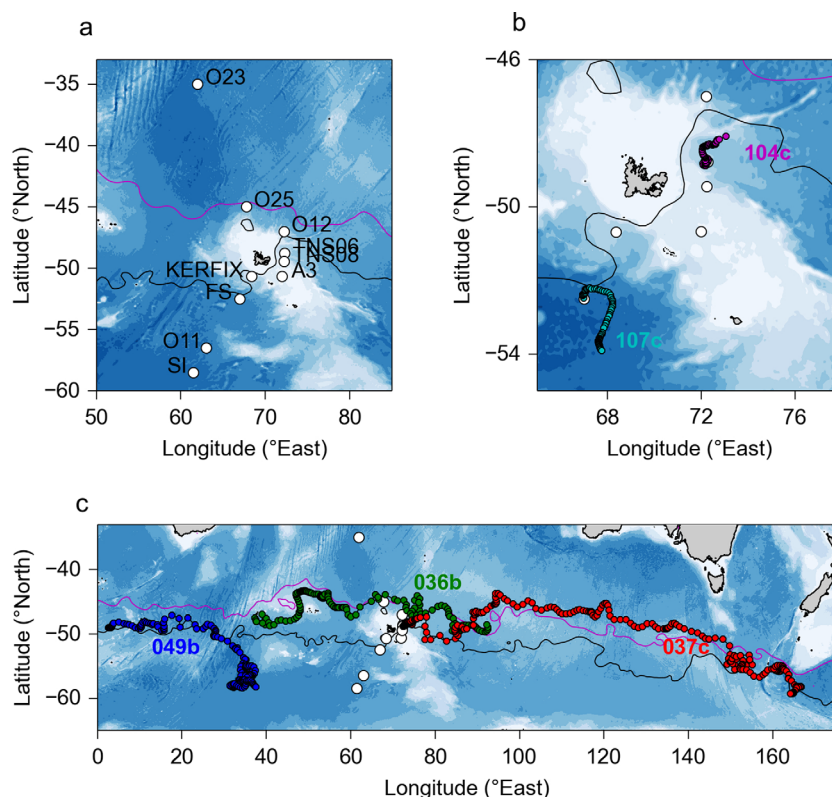 a
b
−35
−40
−45
−50
−55
−60
Latitude (°North)
O23
O25
O12
TNS06
TNS08
KERFIX
A3
FS
O11
SI
50
60
70
80
Longitude (°East)
−46
−50
−54
Latitude (°North)
104c
107c
68
72
76
Longitude (°East)
c
−40
−50
−60
Latitude (°North)
036b
049b
037c
0
20
40
60
80
100
120
140
160
Longitude (°East)